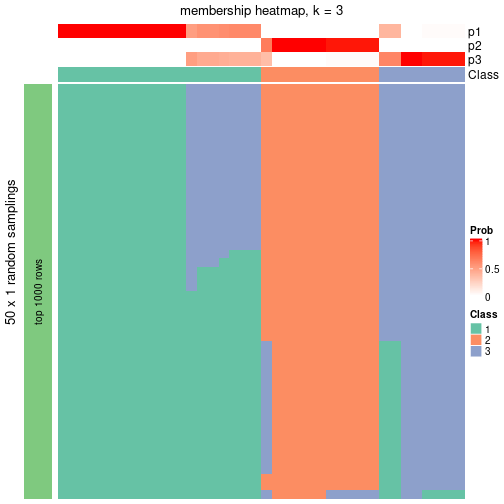 membership heatmap, k = 3
p1
p2
p3
Class
50 x 1 random samplings
top 1000 rows
Prob
1
0.5
0
Class
1
2
3